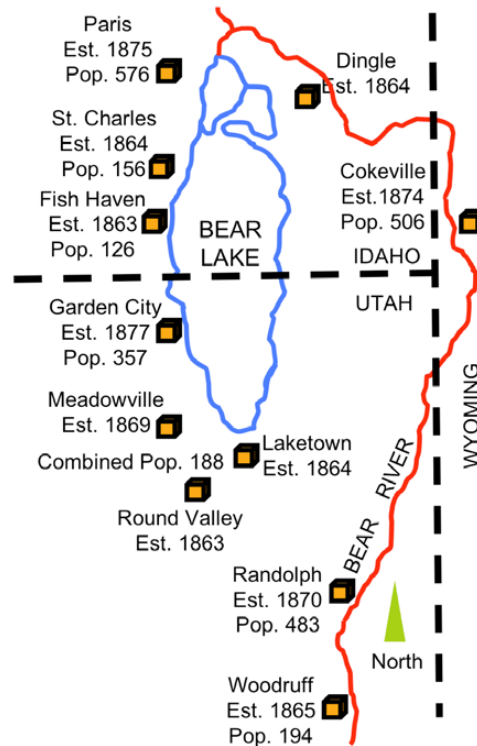 Paris
Est. 1875
Pop. 576
Dingle
Est. 1864
St. Charles
Est. 1864
Pop. 156
Cokeville
Est.1874
Pop. 506
Fish Haven
Est. 1863
Pop. 126
BEAR
LAKE
IDAHO
UTAH
WYOMING
Garden City
Est. 1877
Pop. 357
Meadowville
Est. 1869
Combined Pop. 188
Laketown
Est. 1864
Round Valley
Est. 1863
BEAR RIVER
Randolph
Est. 1870
Pop. 483
North
Woodruff
Est. 1865
Pop. 194